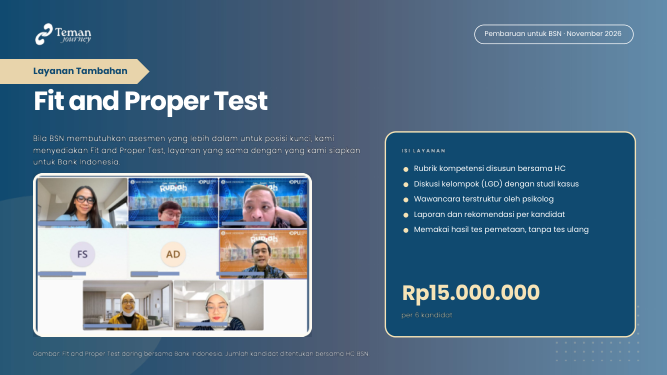 Teman
journey
Pembaruan untuk BSN · November 2026
Layanan Tambahan
Fit and Proper Test
Bila BSN membutuhkan asesmen yang lebih dalam untuk posisi kunci, kami
menyediakan Fit and Proper Test, layanan yang sama dengan yang kami siapkan
untuk Bank Indonesia.
FS
AD
ISI LAYANAN
Rubrik kompetensi disusun bersama HC
Diskusi kelompok (LGD) dengan studi kasus
Wawancara terstruktur oleh psikolog
Laporan dan rekomendasi per kandidat
Memakai hasil tes pemetaan, tanpa tes ulang
Rp15.000.000
per 6 kandidat
Gambar: Fit and Proper Test daring bersama Bank Indonesia. Jumlah kandidat ditentukan bersama HC BSN.